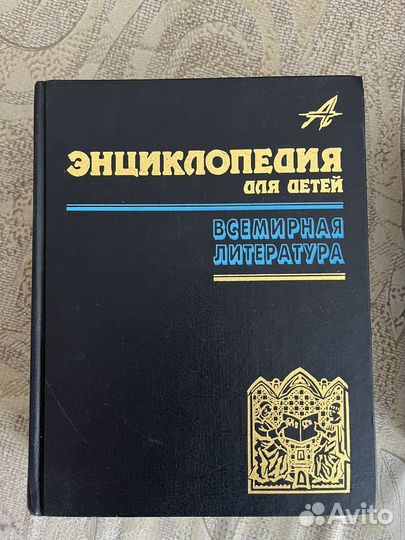 А+
ЭНЦИКЛОПЕДИЯ
ДЛЯ ДЕТЕЙ
ВСЕМИРНАЯ
ЛИТЕРАТУРА
Avito